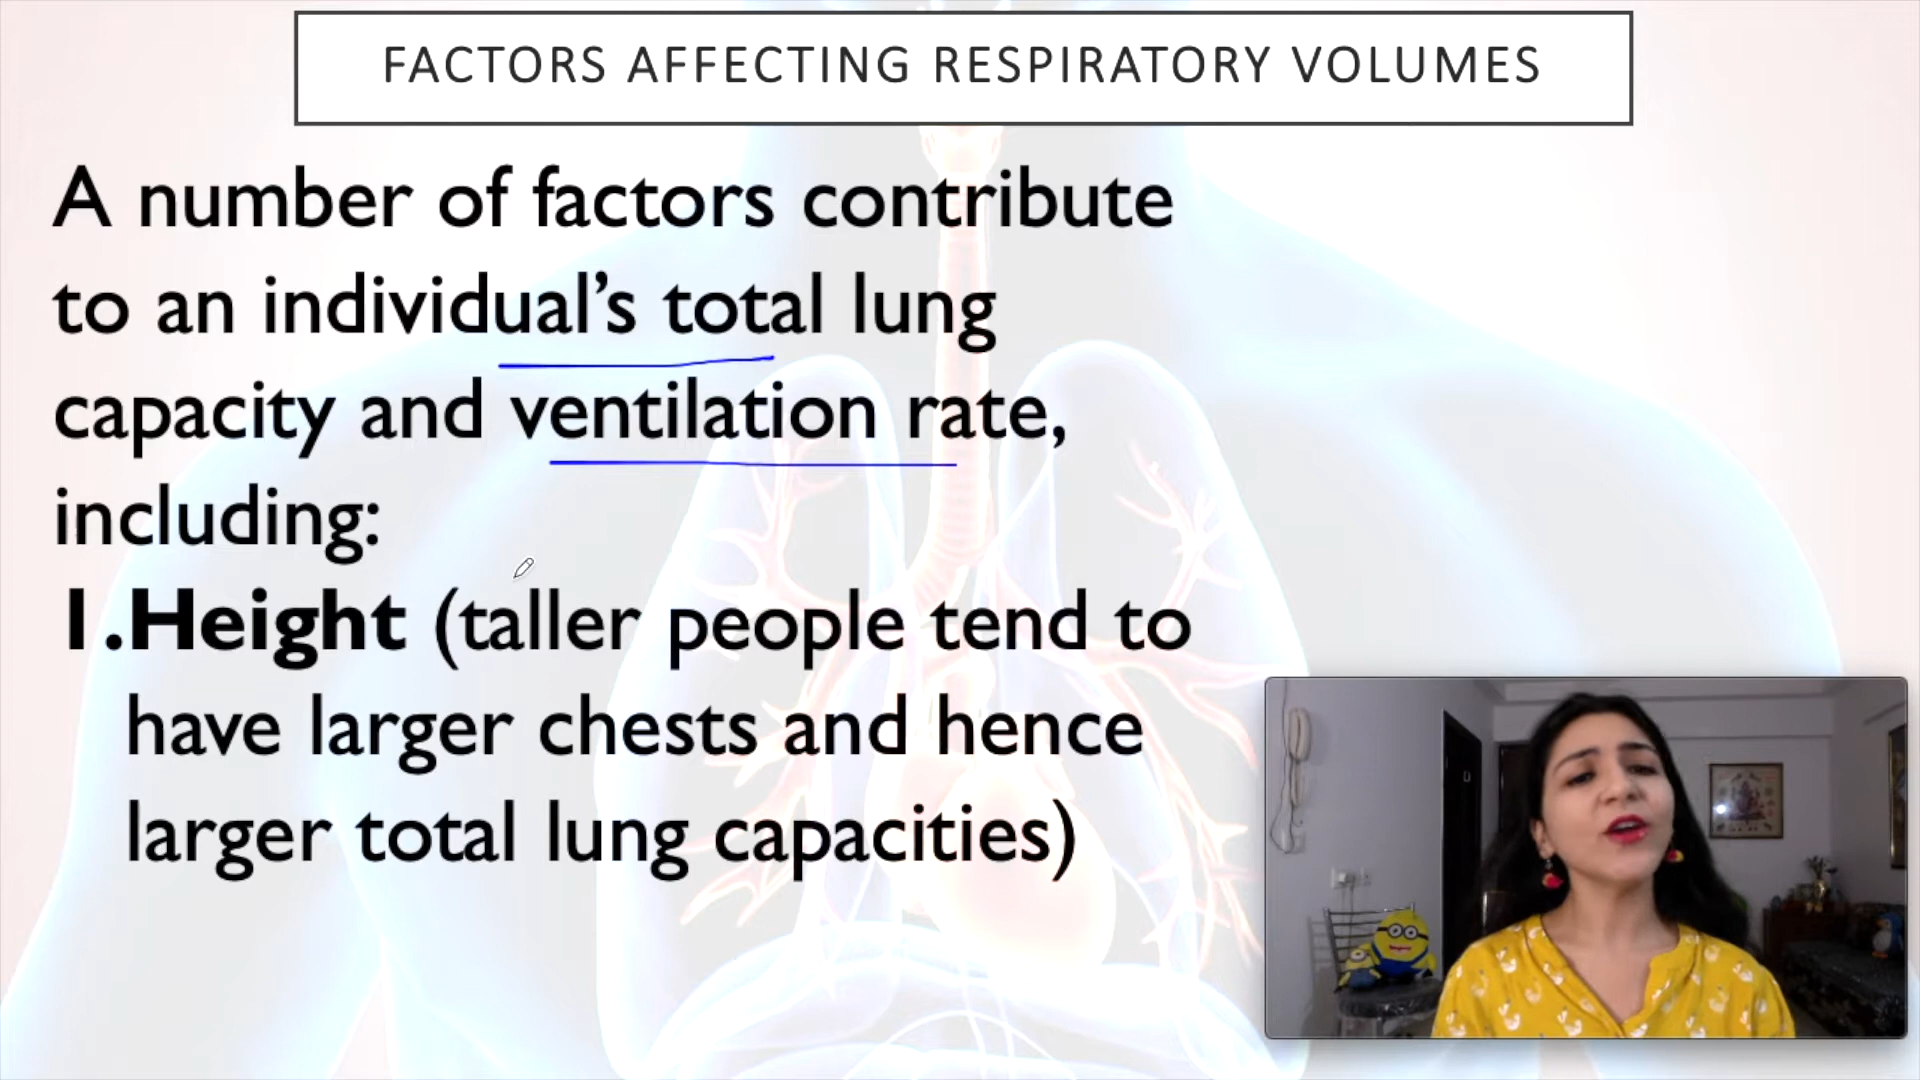 FACTORS AFFECTING RESPIRATORY VOLUMES
A number of factors contribute
to an individual’s total lung
capacity and ventilation rate,
including:
1.Height (taller people tend to
have larger chests and hence
larger total lung capacities)